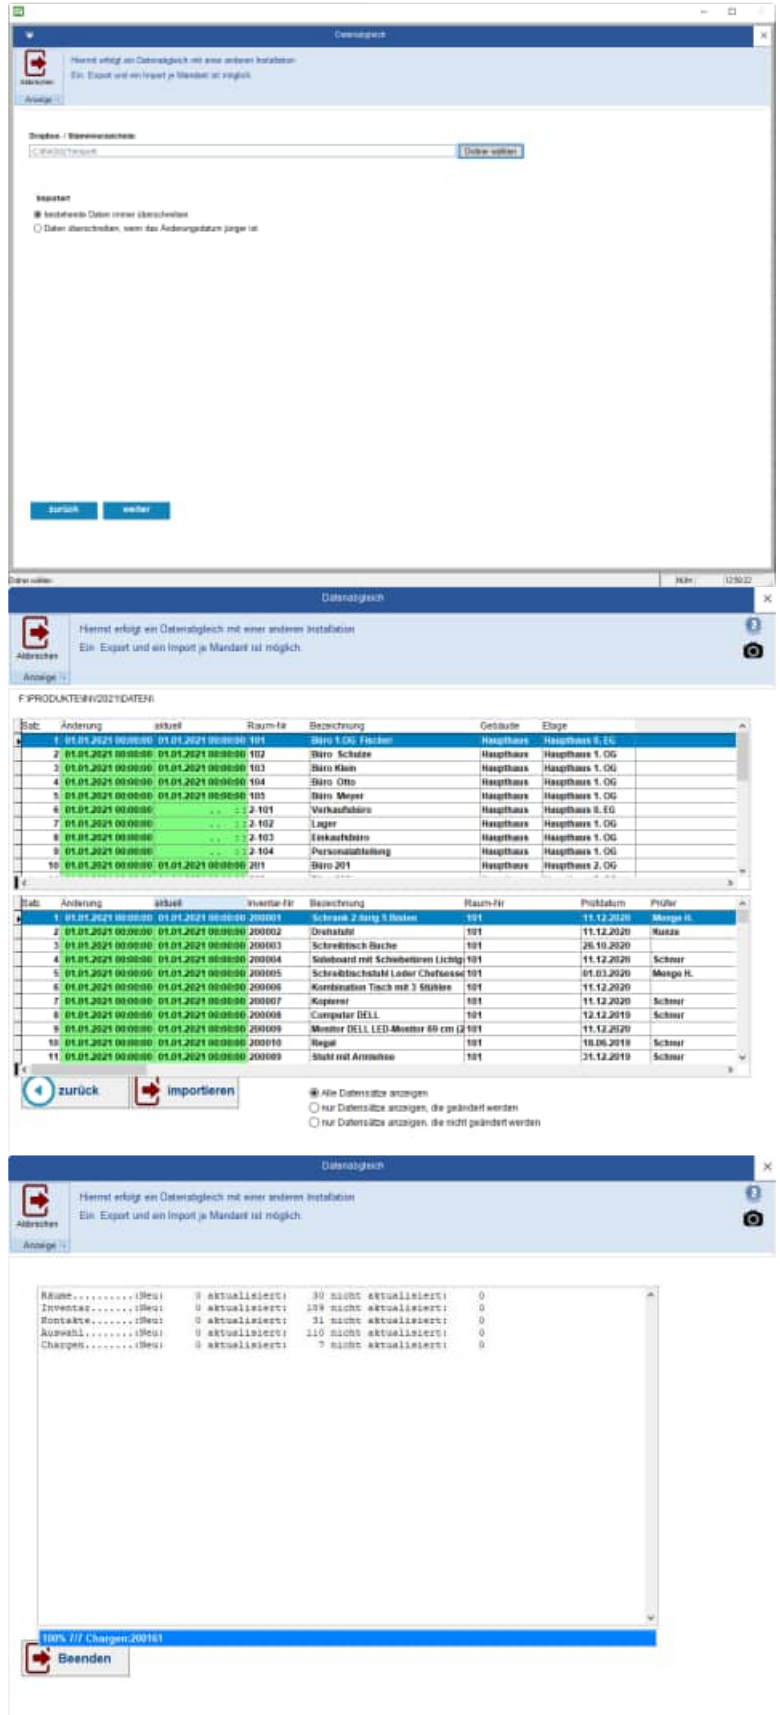 Datenabgleich
Hiermit erfolgt ein Datenabgleich mit einer anderen Installation
Ein Export und ein Import je Mandant ist möglich
Abbrechen
Anzeige
Dropbox- / Stammverzeichnis
Ordner wählen
Importart
bestehende Daten immer überschreiben
Daten überschreiben, wenn das Änderungsdatum jünger ist
zurück weiter
Ordner wählen NUM 12:59:22
Datenabgleich
Hiermit erfolgt ein Datenabgleich mit einer anderen Installation
Ein Export und ein Import je Mandant ist möglich.
Abbrechen
Anzeige
F:\PRODUKTE\INV2021\DATEN\
Satz Änderung aktuell Raum-Nr Bezeichnung Gebäude Etage
1 01.01.2021 00:00:00 01.01.2021 00:00:00 101 Büro 1.OG Fischer Haupthaus Haupthaus 0. EG
2 01.01.2021 00:00:00 01.01.2021 00:00:00 102 Büro Schulze Haupthaus Haupthaus 1. OG
3 01.01.2021 00:00:00 01.01.2021 00:00:00 103 Büro Klein Haupthaus Haupthaus 1. OG
4 01.01.2021 00:00:00 01.01.2021 00:00:00 104 Büro Otto Haupthaus Haupthaus 1. OG
5 01.01.2021 00:00:00 01.01.2021 00:00:00 105 Büro Meyer Haupthaus Haupthaus 1. OG
6 01.01.2021 00:00:00 . . : : 2-101 Verkaufsbüro Haupthaus Haupthaus 0. EG
7 01.01.2021 00:00:00 . . : : 2-102 Lager Haupthaus Haupthaus 1. OG
8 01.01.2021 00:00:00 . . : : 2-103 Einkaufsbüro Haupthaus Haupthaus 1. OG
9 01.01.2021 00:00:00 . . : : 2-104 Personalabteilung Haupthaus Haupthaus 1. OG
10 01.01.2021 00:00:00 01.01.2021 00:00:00 201 Büro 201 Haupthaus Haupthaus 2. OG
Satz Änderung aktuell Inventar-Nr Bezeichnung Raum-Nr Prüfdatum Prüfer
1 01.01.2021 00:00:00 01.01.2021 00:00:00 200001 Schrank 2-türig 5 Böden 101 11.12.2020 Menge H.
2 01.01.2021 00:00:00 01.01.2021 00:00:00 200002 Drehstuhl 101 11.12.2020 Kunze
3 01.01.2021 00:00:00 01.01.2021 00:00:00 200003 Schreibtisch Buche 101 26.10.2020
4 01.01.2021 00:00:00 01.01.2021 00:00:00 200004 Sideboard mit Schiebetüren Lichtg 101 11.12.2020 Schnur
5 01.01.2021 00:00:00 01.01.2021 00:00:00 200005 Schreibtischstuhl Leder Chefsesse 101 01.03.2020 Menge H.
6 01.01.2021 00:00:00 01.01.2021 00:00:00 200006 Kombination Tisch mit 3 Stühlen 101 11.12.2020
7 01.01.2021 00:00:00 01.01.2021 00:00:00 200007 Kopierer 101 11.12.2020 Schnur
8 01.01.2021 00:00:00 01.01.2021 00:00:00 200008 Computer DELL 101 12.12.2019 Schnur
9 01.01.2021 00:00:00 01.01.2021 00:00:00 200009 Monitor DELL LED-Monitor 69 cm (2 101 11.12.2020
10 01.01.2021 00:00:00 01.01.2021 00:00:00 200010 Regal 101 18.06.2019 Schnur
11 01.01.2021 00:00:00 01.01.2021 00:00:00 Stuhl mit Armlehne 101 31.12.2019 Schnur
zurück importieren
Alle Datensätze anzeigen
nur Datensätze anzeigen, die geändert werden
nur Datensätze anzeigen, die nicht geändert werden
Datenabgleich
Hiermit erfolgt ein Datenabgleich mit einer anderen Installation
Ein Export und ein Import je Mandant ist möglich.
Abbrechen
Anzeige
Räume..........:Neu: 0 aktualisiert: 30 nicht aktualisiert: 0
Inventar.......:Neu: 0 aktualisiert: 189 nicht aktualisiert: 0
Kontakte.......:Neu: 0 aktualisiert: 31 nicht aktualisiert: 0
Auswahl........:Neu: 0 aktualisiert: 110 nicht aktualisiert: 0
Chargen........:Neu: 0 aktualisiert: 7 nicht aktualisiert: 0
100% 7/7 Chargen:200161
Beenden